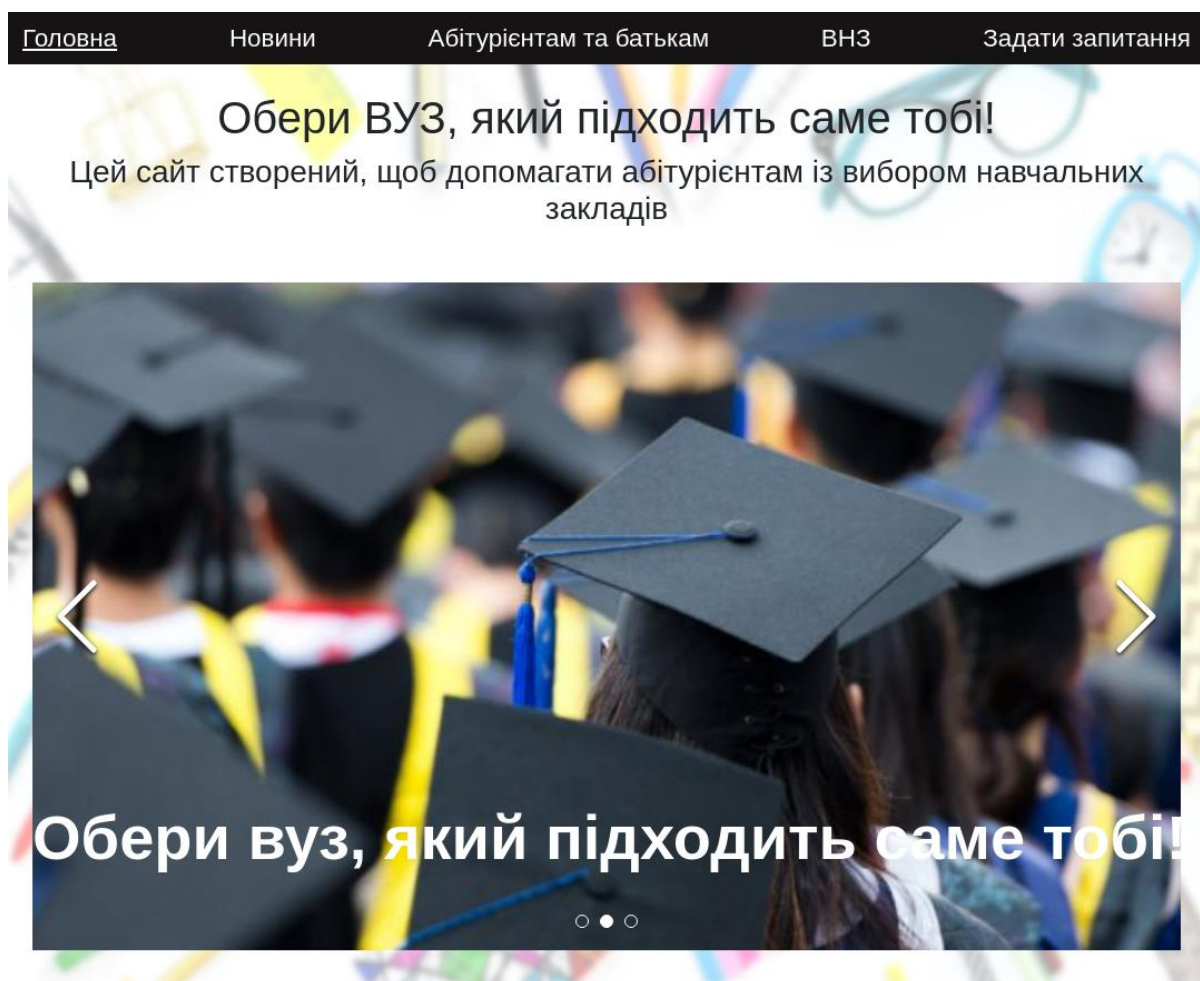 Головна Новини Абітурієнтам та батькам ВНЗ Задати запитання
Обери ВУЗ, який підходить саме тобі!
Цей сайт створений, щоб допомагати абітурієнтам із вибором навчальних
закладів
Обери вуз, який підходить саме тобі!